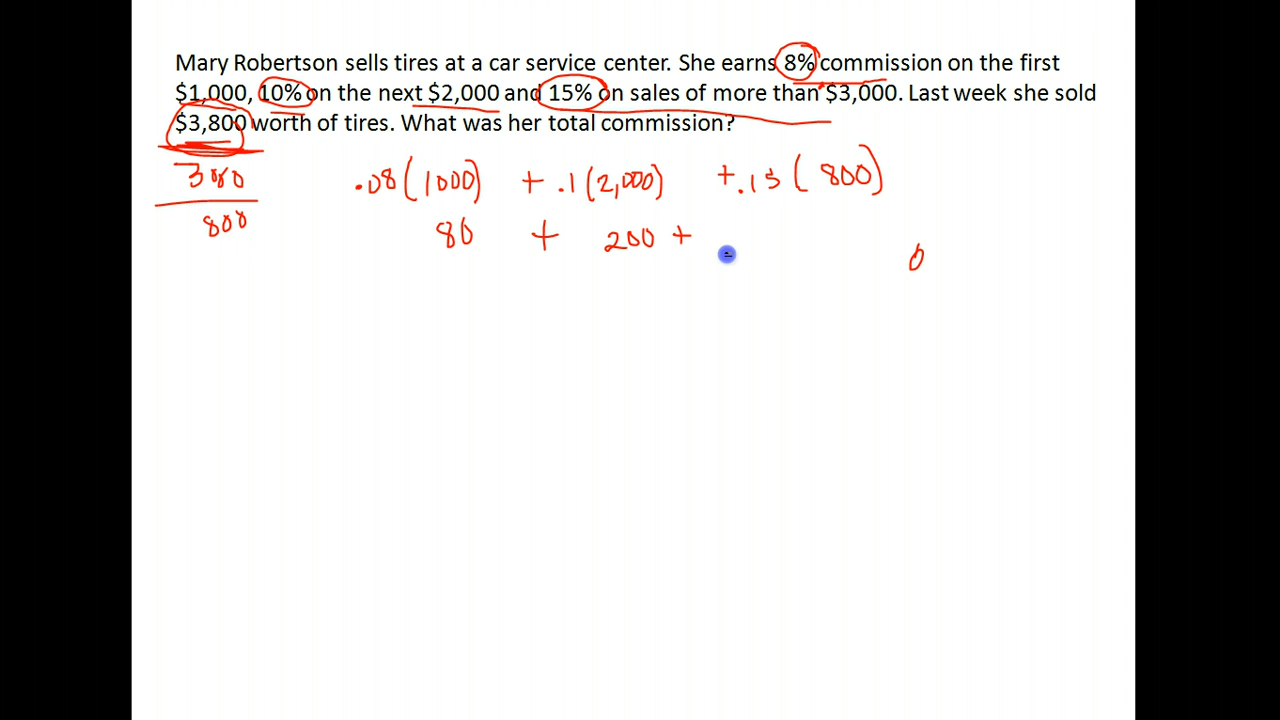 Mary Robertson sells tires at a car service center. She earns 8% commission on the first
$1,000, 10% on the next $2,000 and 15% on sales of more than $3,000. Last week she sold
$3,800 worth of tires. What was her total commission?
3000 .08(1000) + .1(2,000) + .15(800)
800 80 + 200 +
0